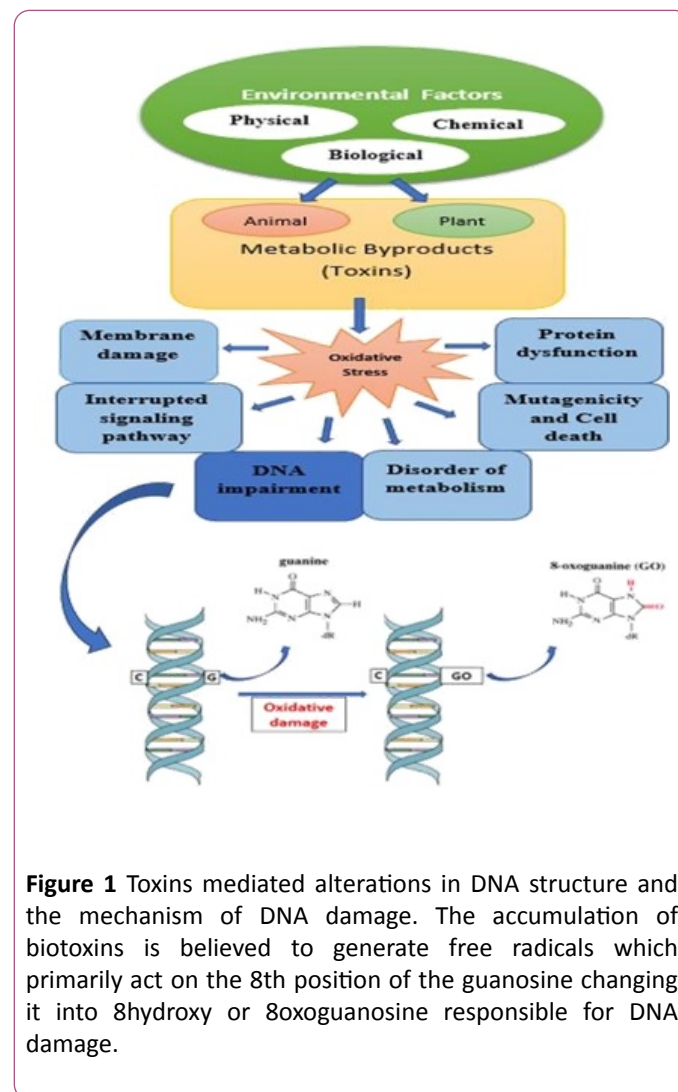 Environmental Factors
Physical
Chemical
Biological
Animal
Plant
Metabolic Byproducts
(Toxins)
Membrane
damage
Oxidative
Stress
Protein
dysfunction
Interrupted
signaling
pathway
Mutagenicity
and Cell
death
DNA
impairment
Disorder of
metabolism
guanine
8-oxoguanine (GO)
O
H
N
N
H
NH₂
N
N
dR
O
H
H
N
N
O
NH₂
N
N
dR
C
G
C
GO
Oxidative
damage
Figure 1 Toxins mediated alterations in DNA structure and
the mechanism of DNA damage. The accumulation of
biotoxins is believed to generate free radicals which
primarily act on the 8th position of the guanosine changing
it into 8hydroxy or 8oxoguanosine responsible for DNA
damage.